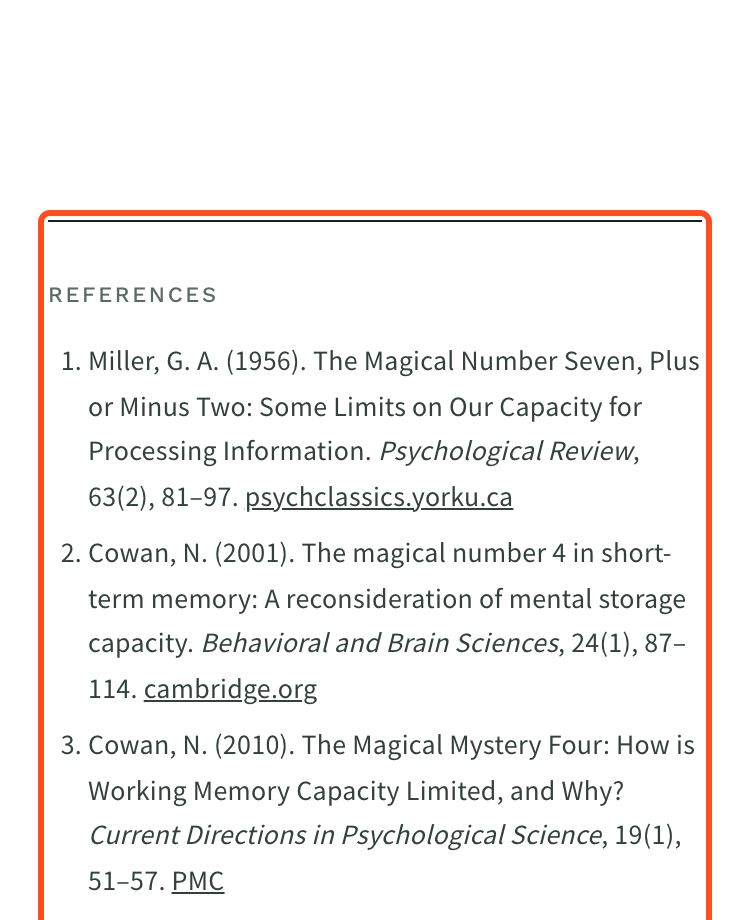 REFERENCES
1. Miller, G. A. (1956). The Magical Number Seven, Plus
or Minus Two: Some Limits on Our Capacity for
Processing Information. Psychological Review,
63(2), 81–97. psychclassics.yorku.ca
2. Cowan, N. (2001). The magical number 4 in short-
term memory: A reconsideration of mental storage
capacity. Behavioral and Brain Sciences, 24(1), 87–
114. cambridge.org
3. Cowan, N. (2010). The Magical Mystery Four: How is
Working Memory Capacity Limited, and Why?
Current Directions in Psychological Science, 19(1),
51–57. PMC